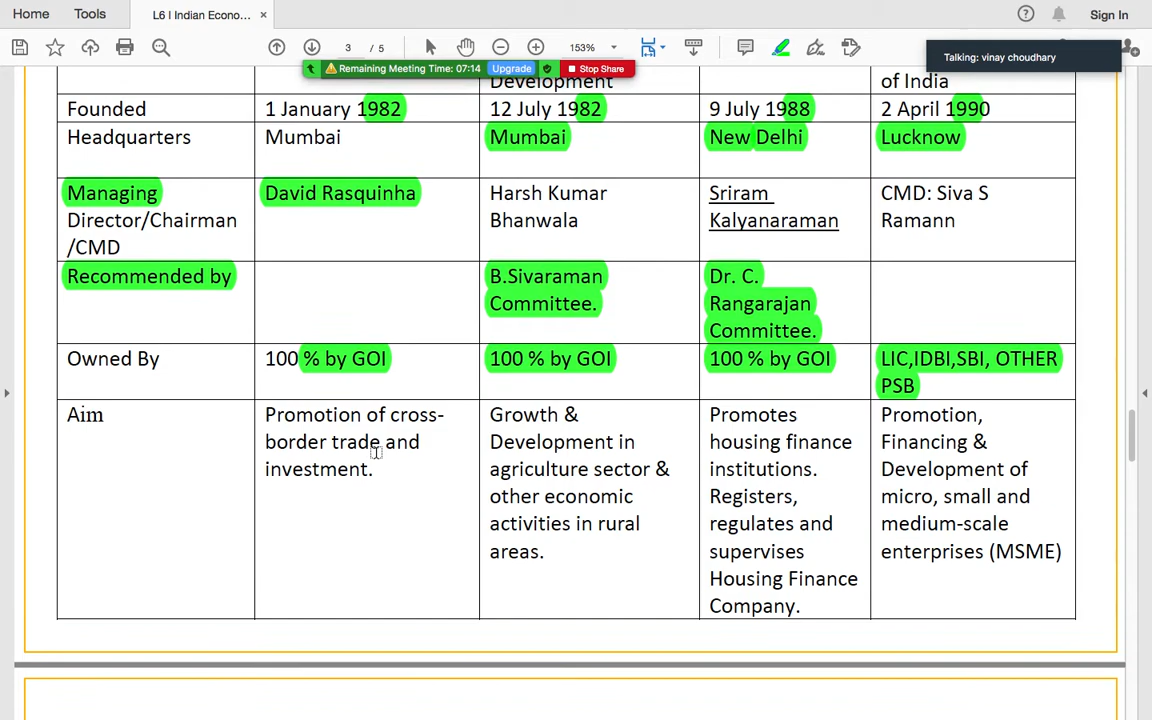 Home Tools L6 I Indian Econo... × Sign In
3 / 5 153%
Talking: vinay choudhary
Remaining Meeting Time: 07:14 Upgrade Stop Share
Development of India
Founded 1 January 1982 12 July 1982 9 July 1988 2 April 1990
Headquarters Mumbai Mumbai New Delhi Lucknow
Managing David Rasquinha Harsh Kumar Sriram CMD: Siva S
Director/Chairman Bhanwala Kalyanaraman Ramann
/CMD
Recommended by B.Sivaraman Dr. C.
Committee. Rangarajan
Committee.
Owned By 100 % by GOI 100 % by GOI 100 % by GOI LIC,IDBI,SBI, OTHER
PSB
Aim Promotion of cross- Growth & Promotes Promotion,
border trade and Development in housing finance Financing &
investment. agriculture sector & institutions. Development of
other economic Registers, micro, small and
activities in rural regulates and medium-scale
areas. supervises enterprises (MSME)
Housing Finance
Company.